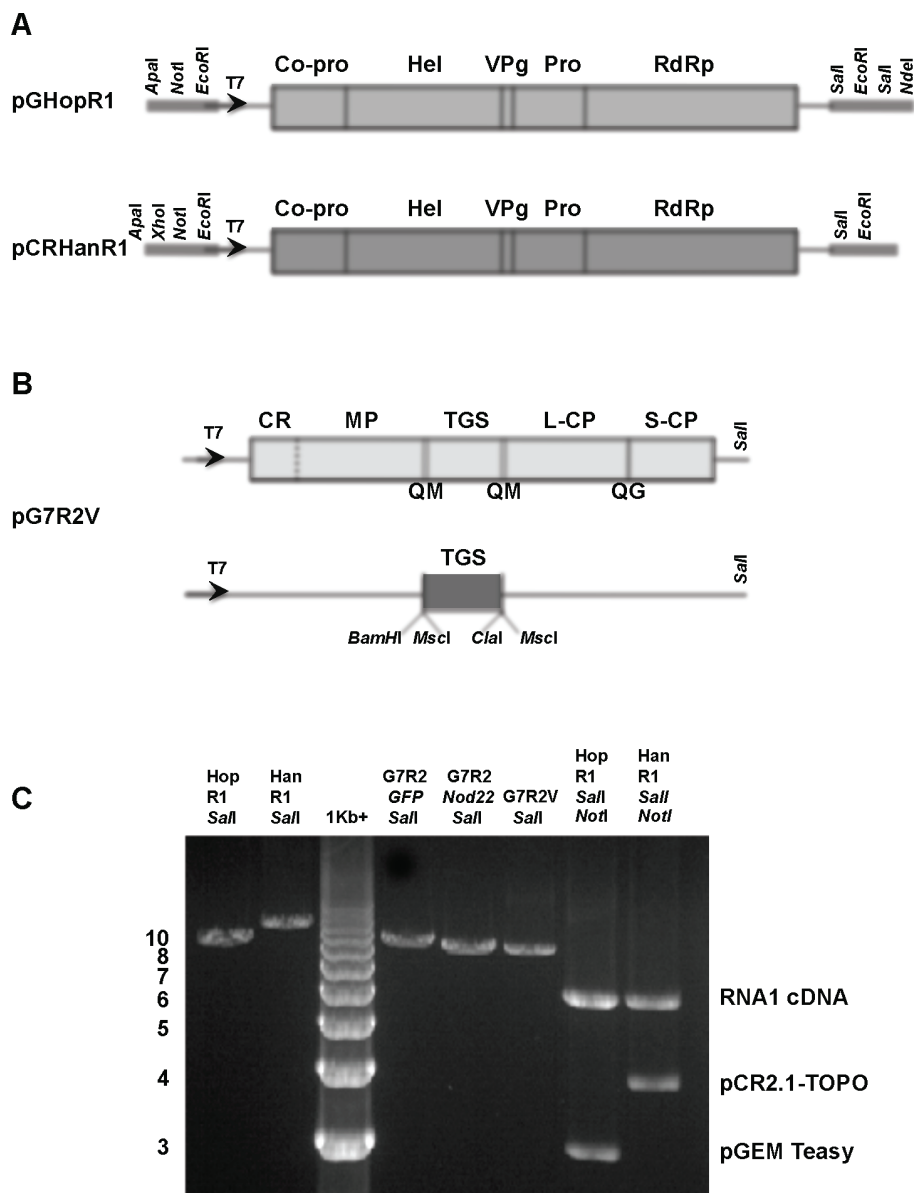 A
ApaI
NotI
EcoRI
T7
Co-pro
Hel
VPg
Pro
RdRp
SalI
EcoRI
SalI
NdeI
pGHopR1
ApaI
XhoI
NotI
EcoRI
T7
Co-pro
Hel
VPg
Pro
RdRp
SalI
EcoRI
pCRHanR1
B
T7
CR
MP
TGS
L-CP
S-CP
SalI
QM
QM
QG
pG7R2V
T7
TGS
SalI
BamHI
MscI
ClaI
MscI
C
Hop
R1
SalI
Han
R1
SalI
1Kb+
G7R2
GFP
SalI
G7R2
Nod22
SalI
G7R2V
SalI
Hop
R1
SalI
NotI
Han
R1
SalI
NotI
10
8
7
6
5
4
3
RNA1 cDNA
pCR2.1-TOPO
pGEM Teasy